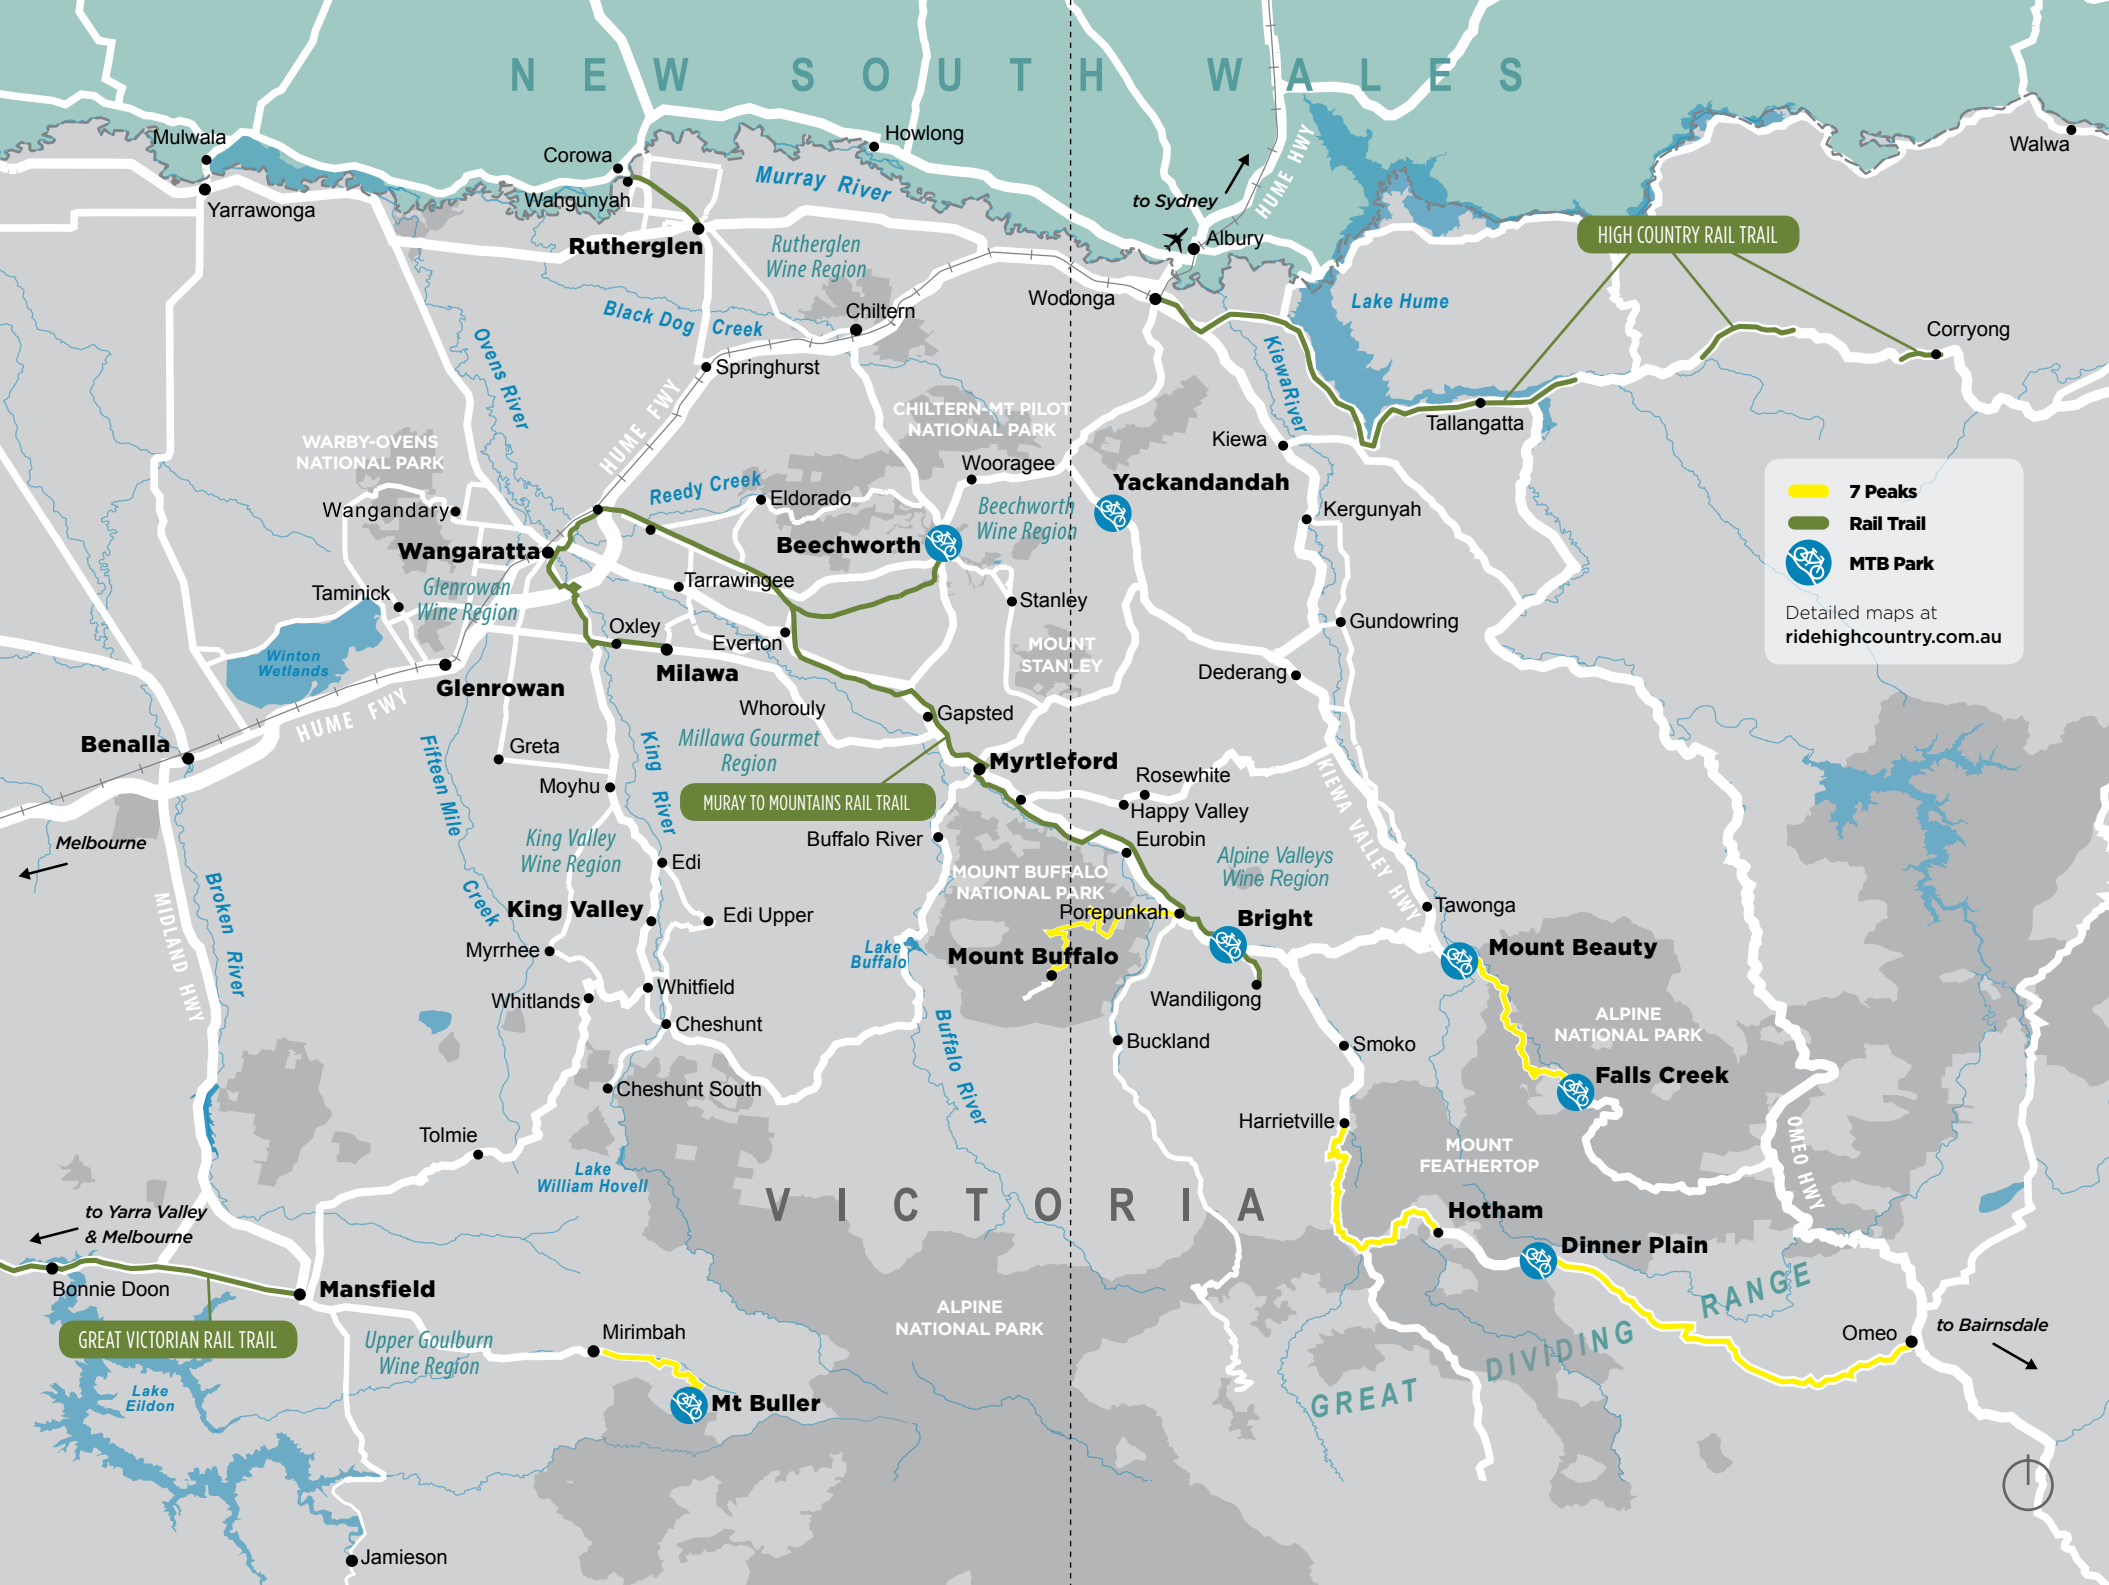 NEW SOUTH WALES
Mulwala
Yarrawonga
Corowa
Wahgunyah
Howlong
Murray River
Rutherglen
Rutherglen
Wine Region
to Sydney
HUME HWY
Albury
Wodonga
Lake Hume
HIGH COUNTRY RAIL TRAIL
Walwa
Corryong
Black Dog Creek
Chiltern
Springhurst
Ovens River
HUME FWY
KiewaRiver
Tallangatta
CHILTERN-MT PILOT
NATIONAL PARK
WARBY-OVENS
NATIONAL PARK
Kiewa
Wooragee
Yackandandah
Reedy Creek
Eldorado
Beechworth
Wine Region
Wangandary
Kergunyah
7 Peaks
Rail Trail
MTB Park
Detailed maps at
ridehighcountry.com.au
Wangaratta
Beechworth
Tarrawingee
Taminick
Glenrowan
Wine Region
Stanley
Gundowring
Oxley
Everton
MOUNT
STANLEY
Winton
Wetlands
Milawa
Dederang
Glenrowan
HUME FWY
Whorouly
Gapsted
Benalla
Greta
King River
Millawa Gourmet
Region
Fifteen Mile
Creek
Myrtleford
Moyhu
MURAY TO MOUNTAINS RAIL TRAIL
Rosewhite
Happy Valley
KIEWA VALLEY HWY
Melbourne
King Valley
Wine Region
Buffalo River
Eurobin
Edi
Alpine Valleys
Wine Region
MOUNT BUFFALO
NATIONAL PARK
Broken River
MIDLAND HWY
King Valley
Edi Upper
Porepunkah
Bright
Tawonga
Myrrhee
Lake
Buffalo
Mount Buffalo
Mount Beauty
Whitfield
Whitlands
Wandiligong
Cheshunt
Buffalo River
Buckland
Smoko
ALPINE
NATIONAL PARK
Falls Creek
Cheshunt South
Harrietville
Tolmie
MOUNT
FEATHERTOP
OMEO HWY
Lake
William Hovell
VICTORIA
to Yarra Valley
& Melbourne
Hotham
Dinner Plain
Bonnie Doon
Mansfield
ALPINE
NATIONAL PARK
GREAT DIVIDING RANGE
Omeo
to Bairnsdale
GREAT VICTORIAN RAIL TRAIL
Upper Goulburn
Wine Region
Mirimbah
Lake
Eildon
Mt Buller
Jamieson